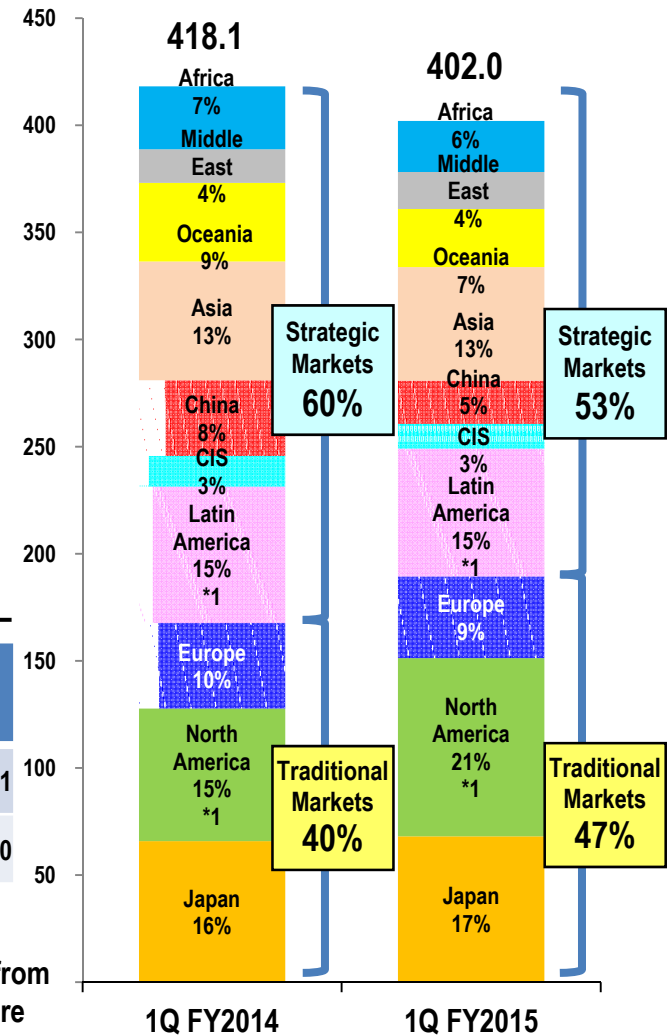 450
400
350
300
250
200
150
100
50
418.1
Africa
7%
Middle
East
4%
Oceania
9%
Asia
13%
China
8%
CIS
3%
Latin
America
15%
*1
Europe
10%
North
America
15%
*1
Japan
16%
Strategic
Markets
60%
Traditional
Markets
40%
402.0
Africa
6%
Middle
East
4%
Oceania
7%
Asia
13%
China
5%
CIS
3%
Latin
America
15%
*1
Europe
9%
North
America
21%
*1
Japan
17%
Strategic
Markets
53%
Traditional
Markets
47%
1
0
from
re
1Q FY2014
1Q FY2015